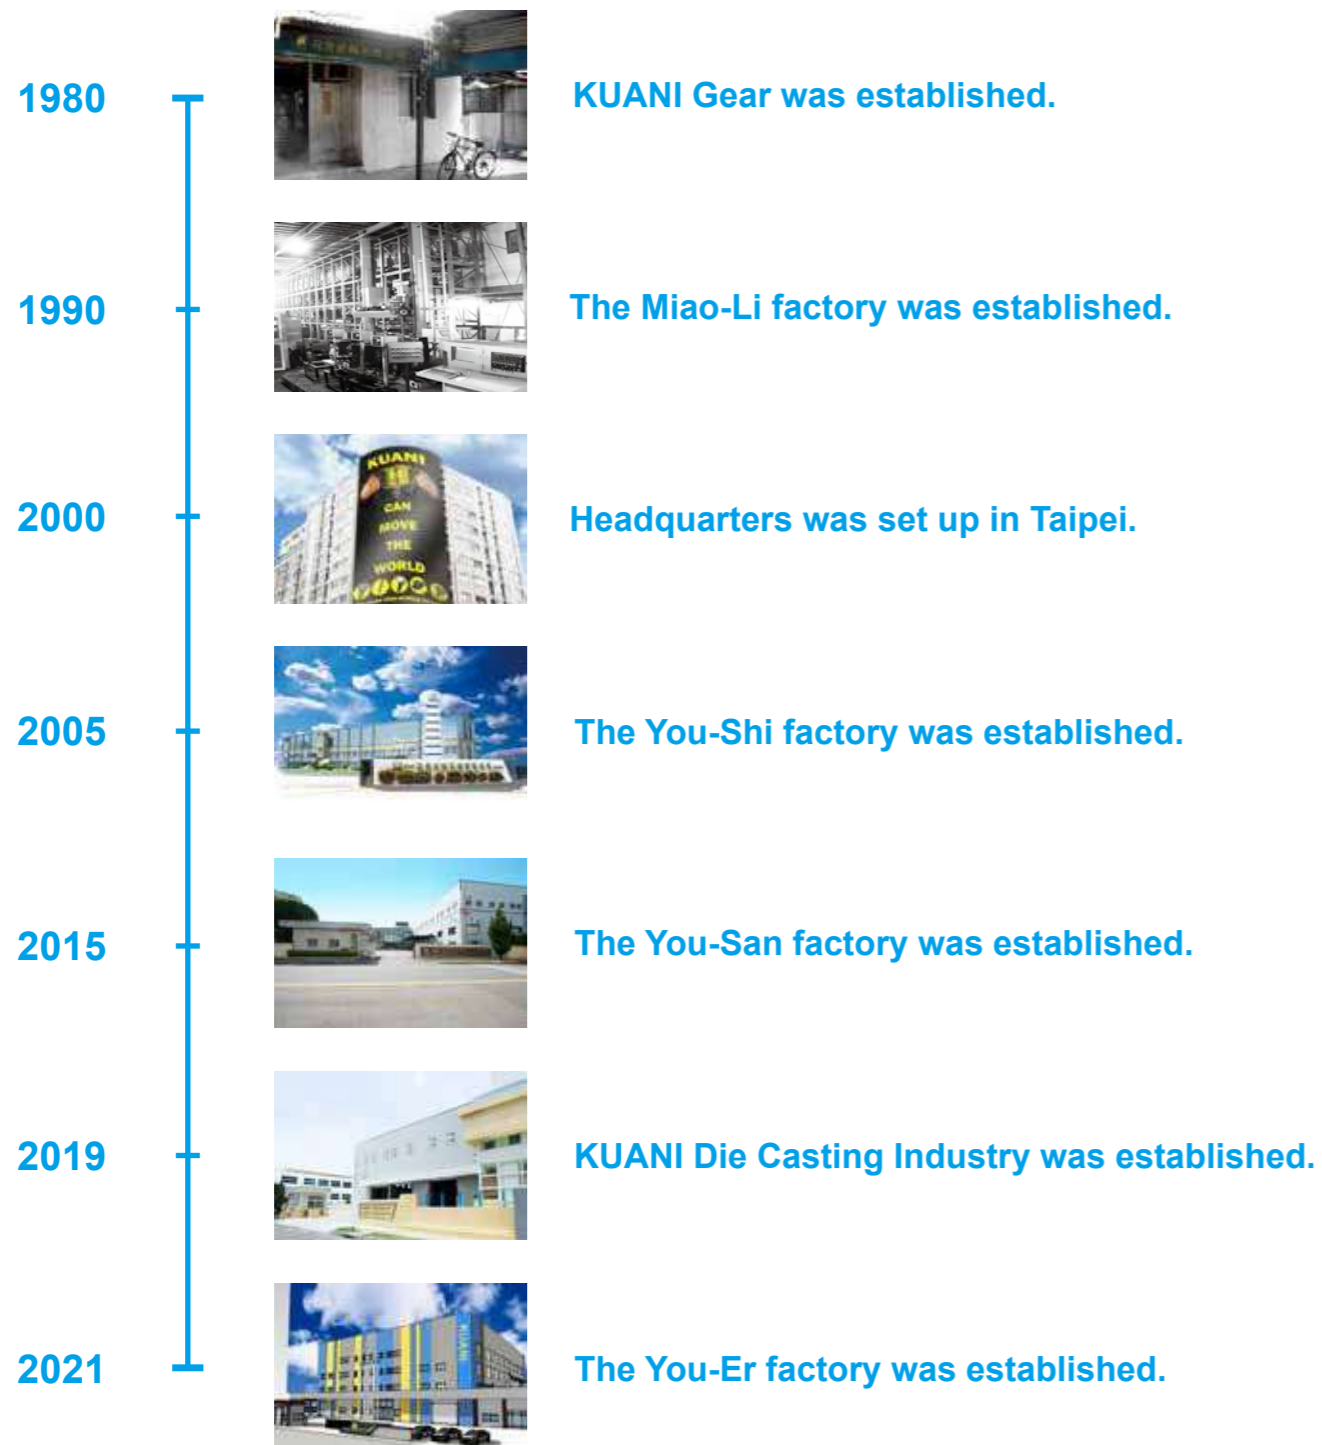 1980
KUANI Gear was established.
1990
The Miao-Li factory was established.
2000
KUANI
CAN
MOVE
THE
WORLD
Headquarters was set up in Taipei.
2005
The You-Shi factory was established.
2015
The You-San factory was established.
2019
KUANI Die Casting Industry was established.
2021
KUANI
The You-Er factory was established.